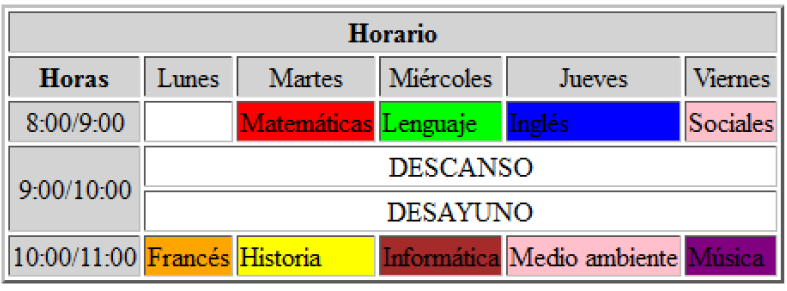 Horario
Horas Lunes Martes Miércoles Jueves Viernes
8:00/9:00 Matemáticas Lenguaje Inglés Sociales
9:00/10:00 DESCANSO
DESAYUNO
10:00/11:00 Francés Historia Informática Medio ambiente Música